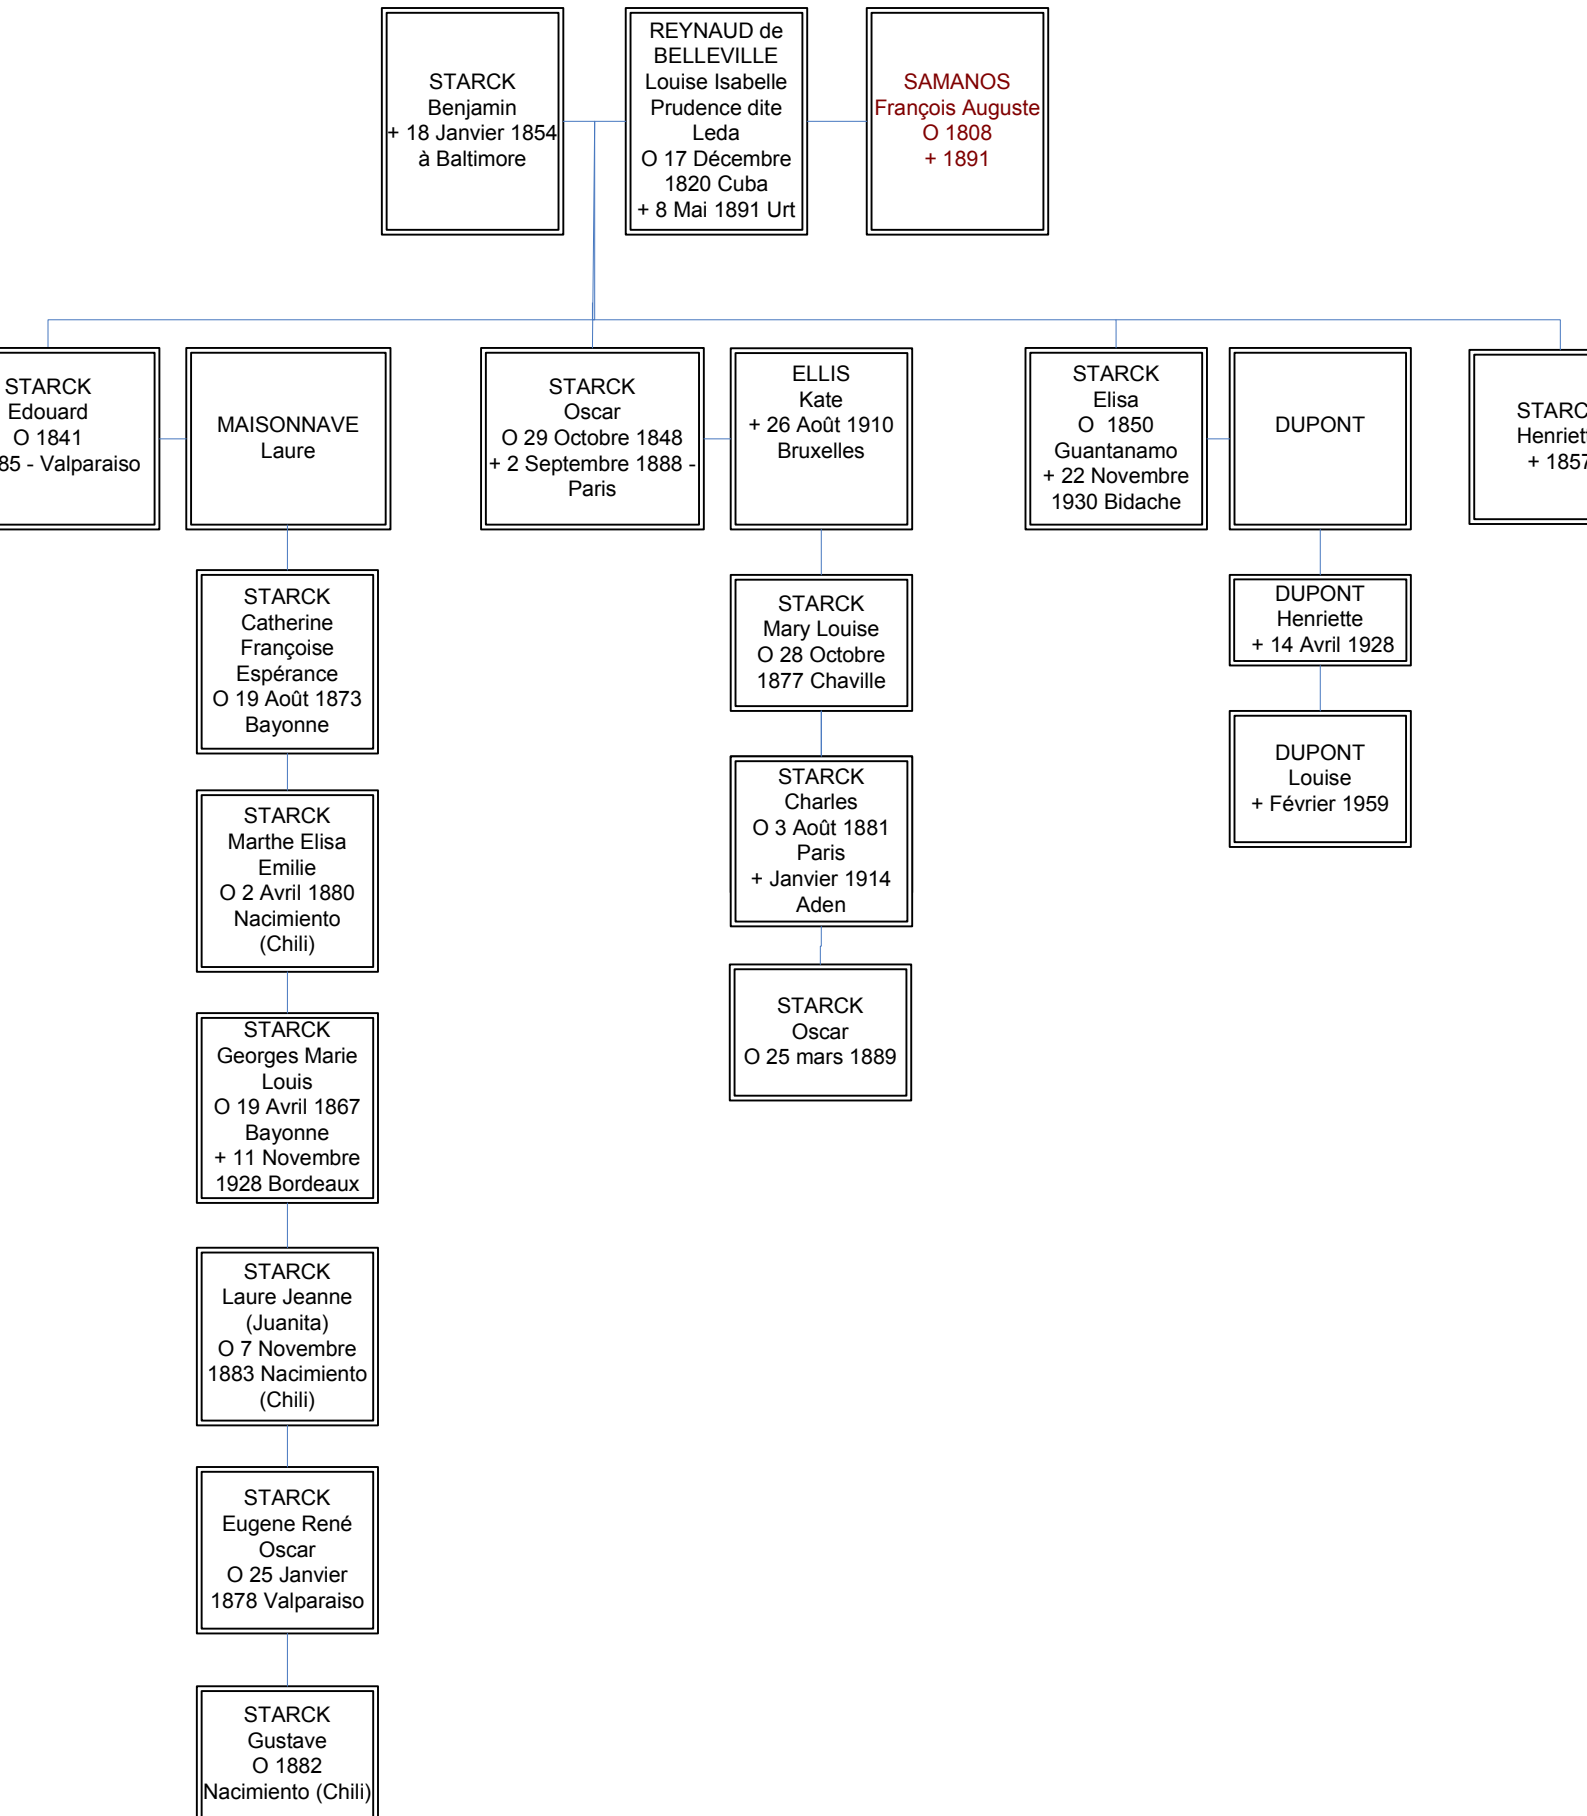 STARCK
Benjamin
+ 18 Janvier 1854
à Baltimore
REYNAUD de
BELLEVILLE
Louise Isabelle
Prudence dite
Leda
O 17 Décembre
1820 Cuba
+ 8 Mai 1891 Urt
SAMANOS
François Auguste
O 1808
+ 1891
STARCK
Edouard
O 1841
85 - Valparaiso
MAISONNAVE
Laure
STARCK
Oscar
O 29 Octobre 1848
+ 2 Septembre 1888 -
Paris
ELLIS
Kate
+ 26 Août 1910
Bruxelles
STARCK
Elisa
O 1850
Guantanamo
+ 22 Novembre
1930 Bidache
DUPONT
STARC
Henriett
+ 1857
STARCK
Catherine
Françoise
Espérance
O 19 Août 1873
Bayonne
STARCK
Marthe Elisa
Emilie
O 2 Avril 1880
Nacimiento
(Chili)
STARCK
Georges Marie
Louis
O 19 Avril 1867
Bayonne
+ 11 Novembre
1928 Bordeaux
STARCK
Laure Jeanne
(Juanita)
O 7 Novembre
1883 Nacimiento
(Chili)
STARCK
Eugene René
Oscar
O 25 Janvier
1878 Valparaiso
STARCK
Gustave
O 1882
Nacimiento (Chili)
STARCK
Mary Louise
O 28 Octobre
1877 Chaville
STARCK
Charles
O 3 Août 1881
Paris
+ Janvier 1914
Aden
STARCK
Oscar
O 25 mars 1889
DUPONT
Henriette
+ 14 Avril 1928
DUPONT
Louise
+ Février 1959